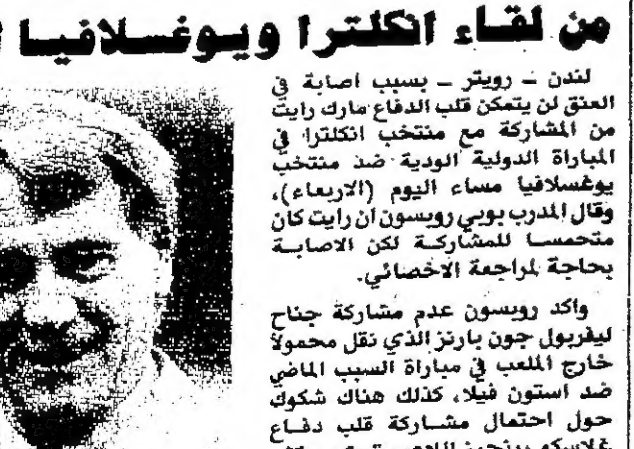 من لقاء انكلترا ويوغسلافيا
لندن ـ رويتر ـ بسبب اصابة في
العنق لن يتمكن قلب الدفاع مارك رايت
من المشاركة مع منتخب انكلترا في
المباراة الدولية الودية ضد منتخب
يوغسلافيا مساء اليوم (الاربعاء)،
وقال المدرب بوبي روبسون ان رايت كان
متحمسا للمشاركة لكن الاصابة
بحاجة لمراجعة الاخصائي.
واكد روبسون عدم مشاركة جناح
ليفربول جون بارنز الذي نقل محمولاً
خارج الملعب في مباراة السبب الماضي
ضد استون فيلا، كذلك هناك شكوك
حول احتمال مشاركة قلب دفاع